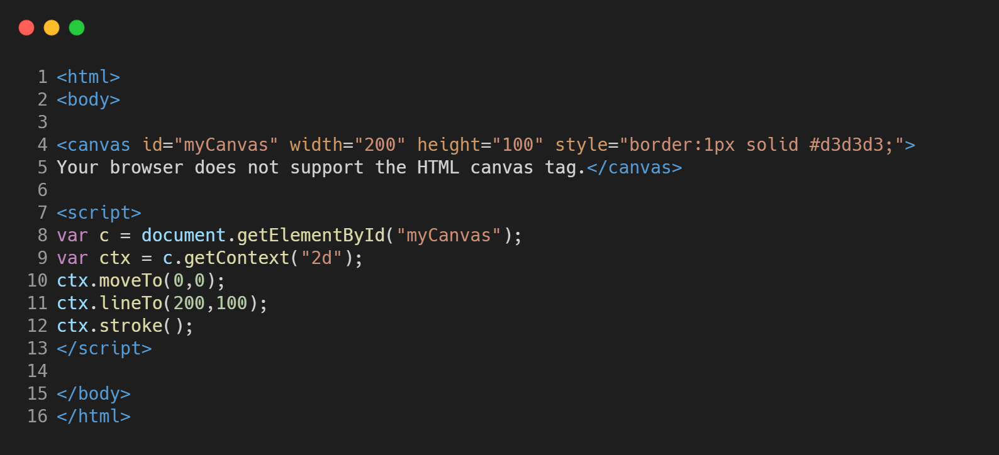 1 <html>
2 <body>
3
4 <canvas id="myCanvas" width="200" height="100" style="border:1px solid #d3d3d3;">
5 Your browser does not support the HTML canvas tag.</canvas>
6
7 <script>
8 var c = document.getElementById("myCanvas");
9 var ctx = c.getContext("2d");
10 ctx.moveTo(0,0);
11 ctx.lineTo(200,100);
12 ctx.stroke();
13 </script>
14
15 </body>
16 </html>